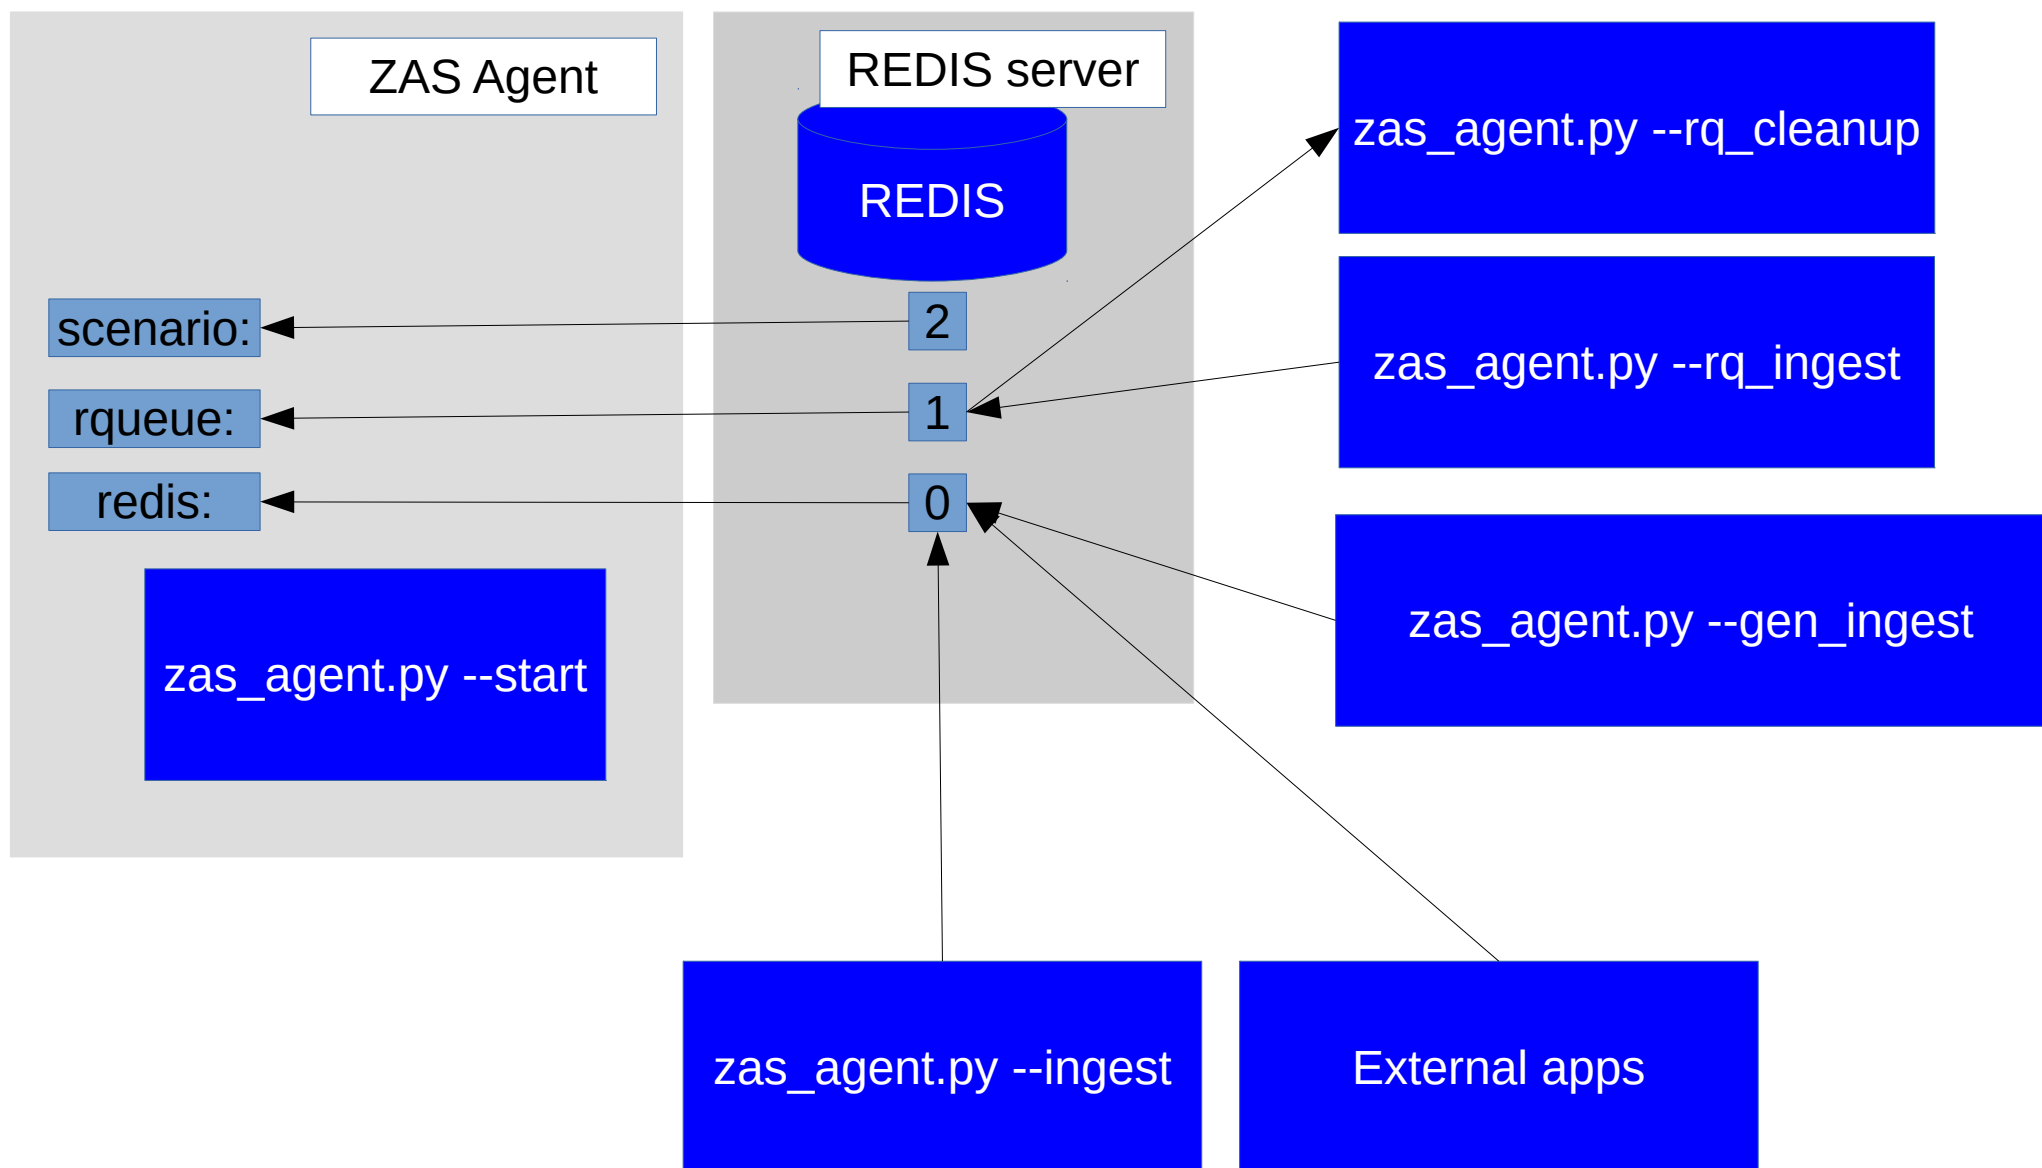 ZAS Agent
REDIS server
REDIS
zas_agent.py --rq_cleanup
zas_agent.py --rq_ingest
scenario:
2
rqueue:
1
redis:
0
zas_agent.py --start
zas_agent.py --gen_ingest
zas_agent.py --ingest
External apps